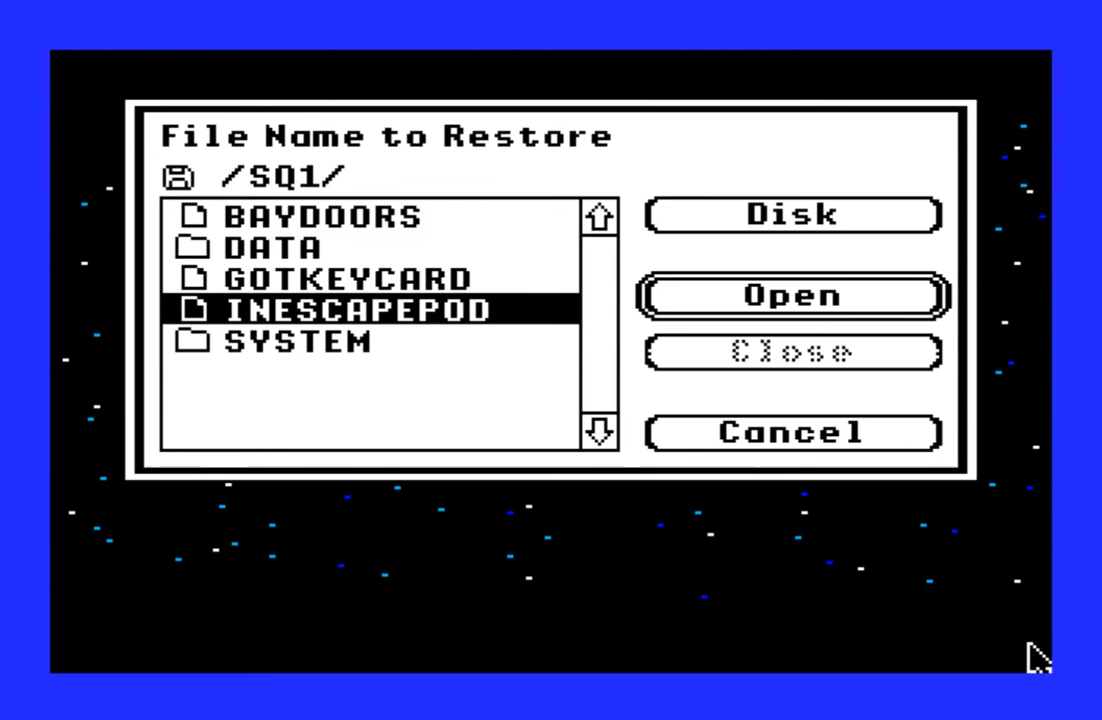 File Name to Restore
/SQ1/
BAYDOORS
DATA
GOTKEYCARD
INESCAPEPOD
SYSTEM
Disk
Open
Close
Cancel